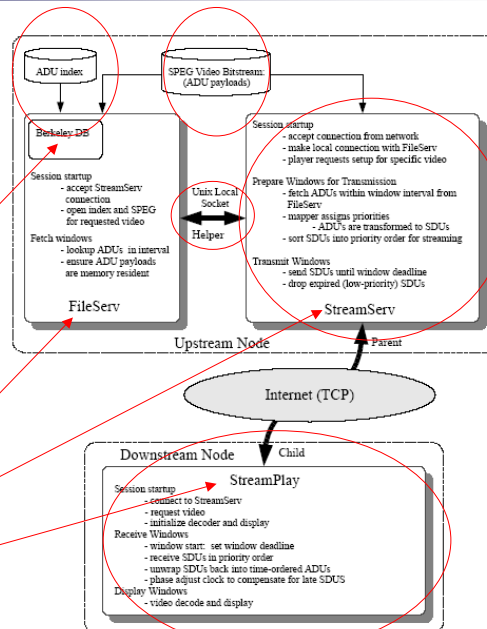 ADU index
SPEG Video Bitstream:
(ADU payloads)
Berkeley DB
Session startup
- accept StreamServ
connection
- open index and SPEG
for requested video
Fetch windows
- lookup ADUs in interval
- ensure ADU payloads
are memory resident
FileServ
Unix Local
Socket
Helper
Session startup
- accept connection from network
- make local connection with FileServ
- player requests setup for specific video
Prepare Windows for Transmission
- fetch ADUs within window interval from
FileServ
- mapper assigns priorities
- ADU's are transformed to SDUs
- sort SDUs into priority order for streaming
Transmit Windows
- send SDUs until window deadline
- drop expired (low-priority) SDUs
StreamServ
Upstream Node
Parent
Internet (TCP)
Child
Downstream Node
StreamPlay
Session startup
- connect to StreamServ
- request video
- initialize decoder and display
Receive Windows
- window start: set window deadline
- receive SDUs in priority order
- unwrap SDUs back into time-ordered ADUs
- phase adjust clock to compensate for late SDUS
Display Windows
- video decode and display